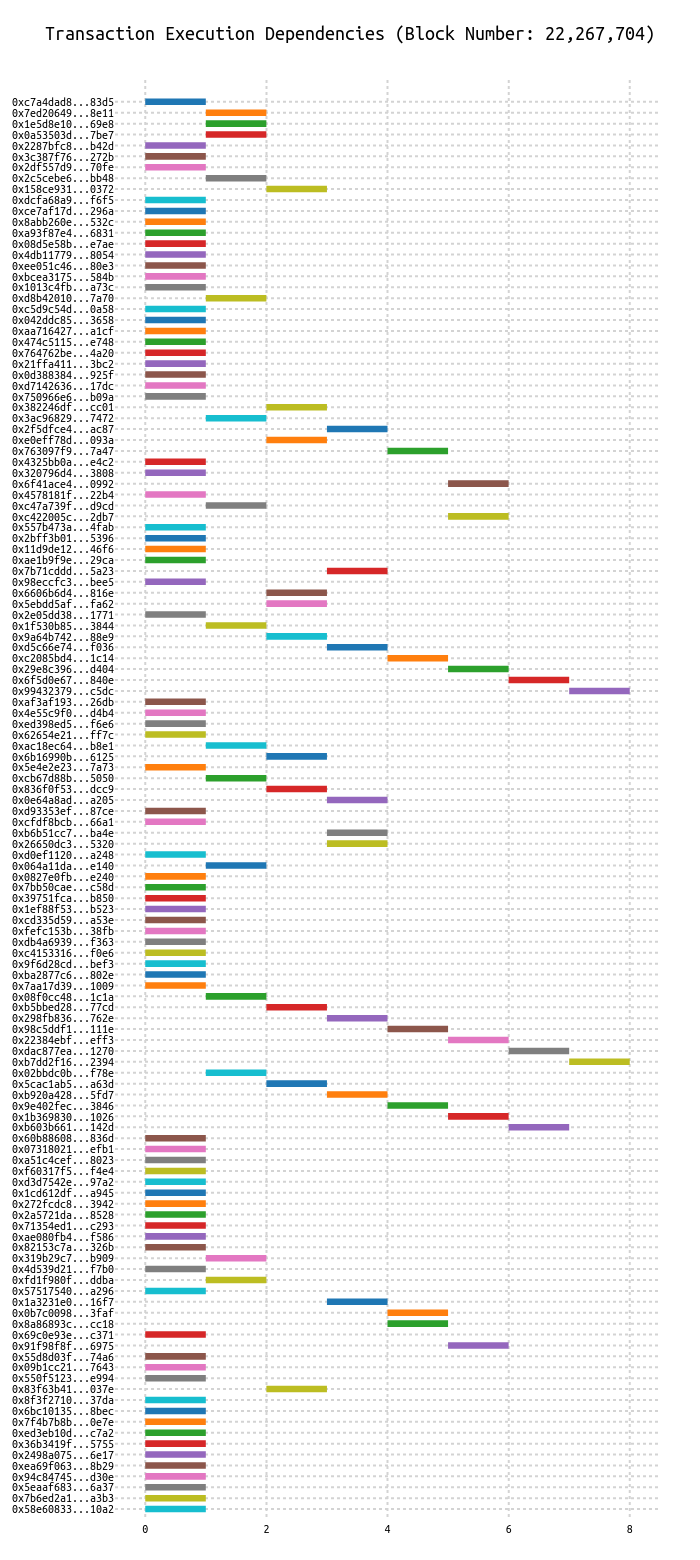 Transaction Execution Dependencies (Block Number: 22,267,704)
0xc7a4dad8...83d5
0x7ed20649...8e11
0x1e5d8e10...69e8
0x0a53503d...7be7
0x2287bfc8...b42d
0x3c387f76...272b
0x2df557d9...70fe
0x2c5cebe6...bb48
0x158ce931...0372
0xdcfa68a9...f6f5
0xce7af17d...296a
0x8abb260e...532c
0xa93f87e4...6831
0x08d5e58b...e7ae
0x4db11779...8054
0xee051c46...80e3
0xbcea3175...584b
0x1013c4fb...a73c
0xd8b42010...7a70
0xc5d9c54d...0a58
0x042ddc85...3658
0xaa716427...a1cf
0x474c5115...e748
0x764762be...4a20
0x21ffa411...3bc2
0x0d388384...925f
0xd7142636...17dc
0x750966e6...b09a
0x382246df...cc01
0x3ac96829...7472
0x2f5dfce4...ac87
0xe0eff78d...093a
0x763097f9...7a47
0x4325bb0a...e4c2
0x320796d4...3808
0x6f41ace4...0992
0x4578181f...22b4
0xc47a739f...d9cd
0xc422005c...2db7
0x557b473a...4fab
0x2bff3b01...5396
0x11d9de12...46f6
0xae1b9f9e...29ca
0x7b71cddd...5a23
0x98eccfc3...bee5
0x6606b6d4...816e
0x5ebdd5af...fa62
0x2e05dd38...1771
0x1f530b85...3844
0x9a64b742...88e9
0xd5c66e74...f036
0xc2085bd4...1c14
0x29e8c396...d404
0x6f5d0e67...840e
0x99432379...c5dc
0xaf3af193...26db
0x4e55c9f0...d4b4
0xed398ed5...f6e6
0x62654e21...ff7c
0xac18ec64...b8e1
0x6b16990b...6125
0x5e4e2e23...7a73
0xcb67d88b...5050
0x836f0f53...dcc9
0x0e64a8ad...a205
0xd93353ef...87ce
0xcfdf8bcb...66a1
0xb6b51cc7...ba4e
0x26650dc3...5320
0xd0ef1120...a248
0x064a11da...e140
0x0827e0fb...e240
0x7bb50cae...c58d
0x39751fca...b850
0x1ef88f53...b523
0xcd335d59...a53e
0xfefc153b...38fb
0xdb4a6939...f363
0xc4153316...f0e6
0x9f6d28cd...bef3
0xba2877c6...802e
0x7aa17d39...1009
0x08f0cc48...1c1a
0xb5bbed28...77cd
0x298fb836...762e
0x98c5ddf1...111e
0x22384ebf...eff3
0xdac877ea...1270
0xb7dd2f16...2394
0x02bbdc0b...f78e
0x5cac1ab5...a63d
0xb920a428...5fd7
0x9e402fec...3846
0x1b369830...1026
0xb603b661...142d
0x60b88608...836d
0x07318021...efb1
0xa51c4cef...8023
0xf60317f5...f4e4
0xd3d7542e...97a2
0x1cd612df...a945
0x272fcdc8...3942
0x2a5721da...8528
0x71354ed1...c293
0xae080fb4...f586
0x82153c7a...326b
0x319b29c7...b909
0x4d539d21...f7b0
0xfd1f980f...ddba
0x57517540...a296
0x1a3231e0...16f7
0x0b7c0098...3faf
0x8a86893c...cc18
0x69c0e93e...c371
0x91f98f8f...6975
0x55d8d03f...74a6
0x09b1cc21...7643
0x550f5123...e994
0x83f63b41...037e
0x8f3f2710...37da
0x6bc10135...8bec
0x7f4b7b8b...0e7e
0xed3eb10d...c7a2
0x36b3419f...5755
0x2498a075...6e17
0xea69f063...8b29
0x94c84745...d30e
0x5eaaf683...6a37
0x7b6ed2a1...a3b3
0x58e60833...10a2
0 2 4 6 8